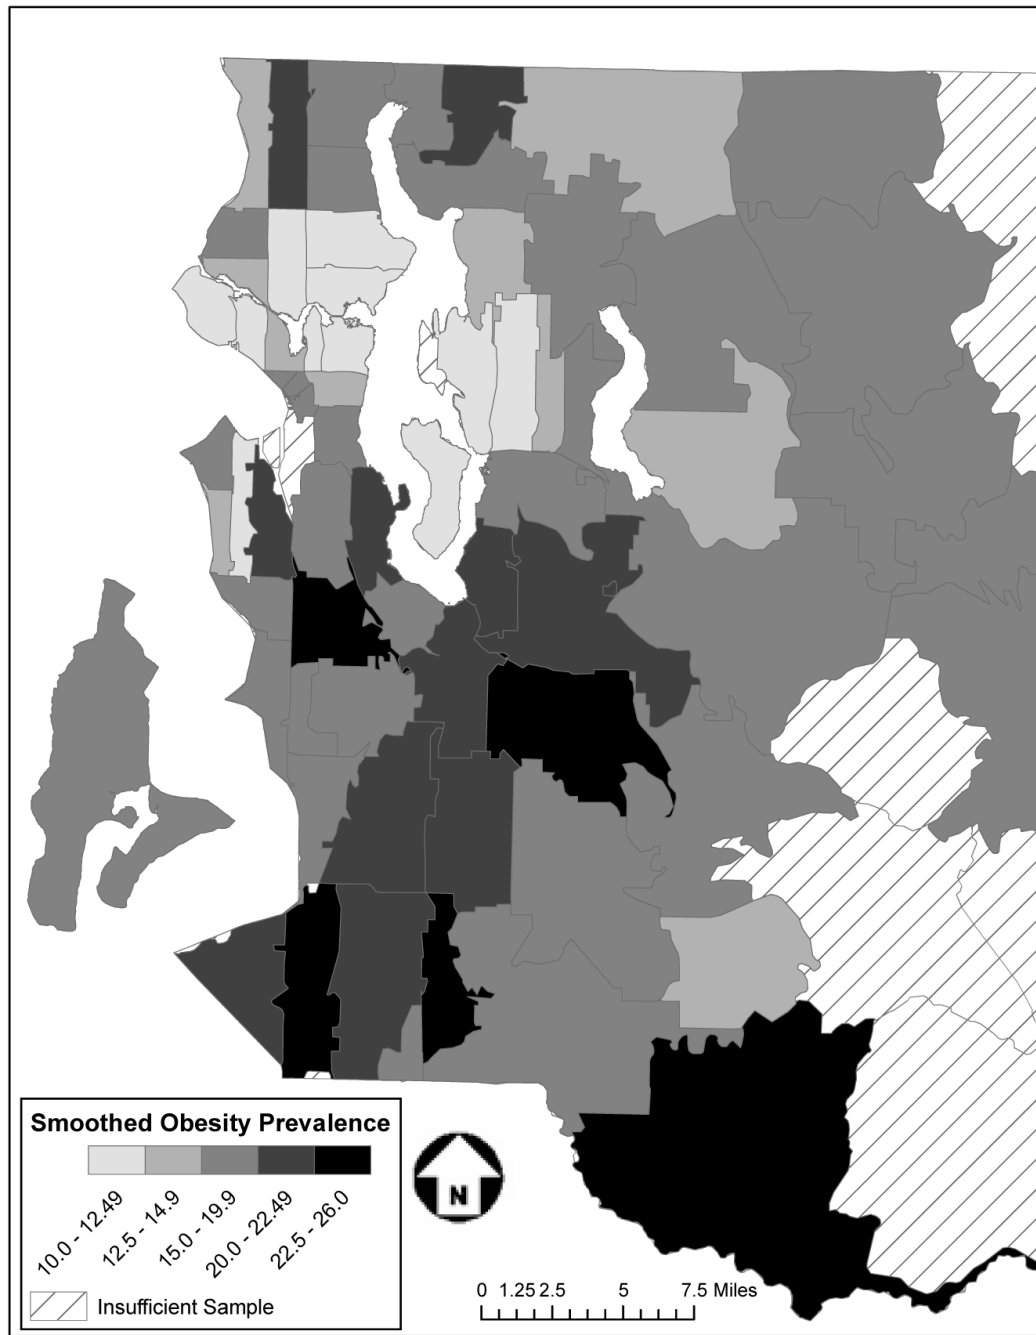 Smoothed Obesity Prevalence
10.0 - 12.49
12.5 - 14.9
15.0 - 19.9
20.0 - 22.49
22.5 - 26.0
Insufficient Sample
N
0 1.25 2.5 5 7.5 Miles